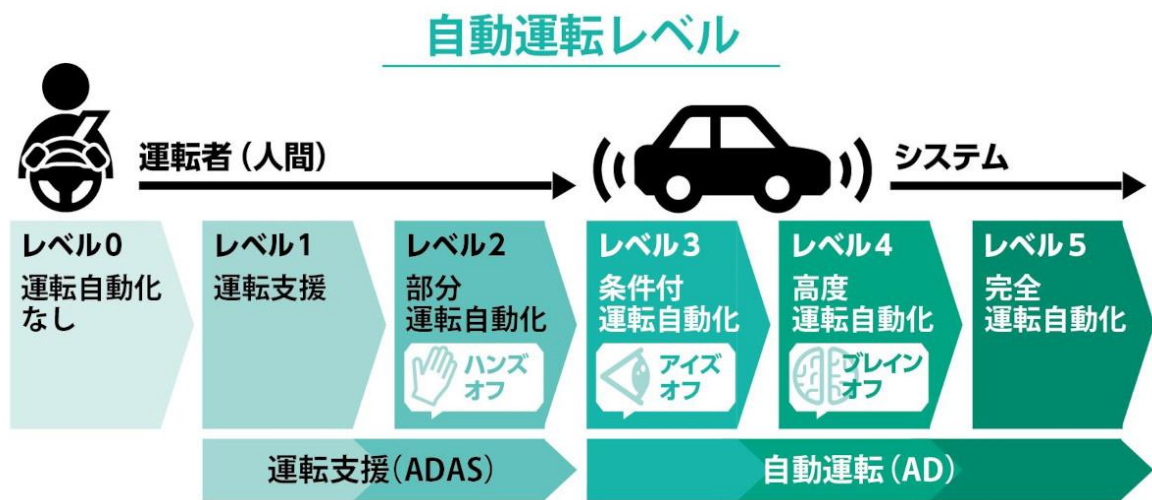 自動運転レベル
運転者(人間)
システム
レベル0
運転自動化
なし
レベル1
運転支援
レベル2
部分
運転自動化
ハンズ
オフ
レベル3
条件付
運転自動化
アイズ
オフ
レベル4
高度
運転自動化
ブレイン
オフ
レベル5
完全
運転自動化
運転支援(ADAS)
自動運転(AD)